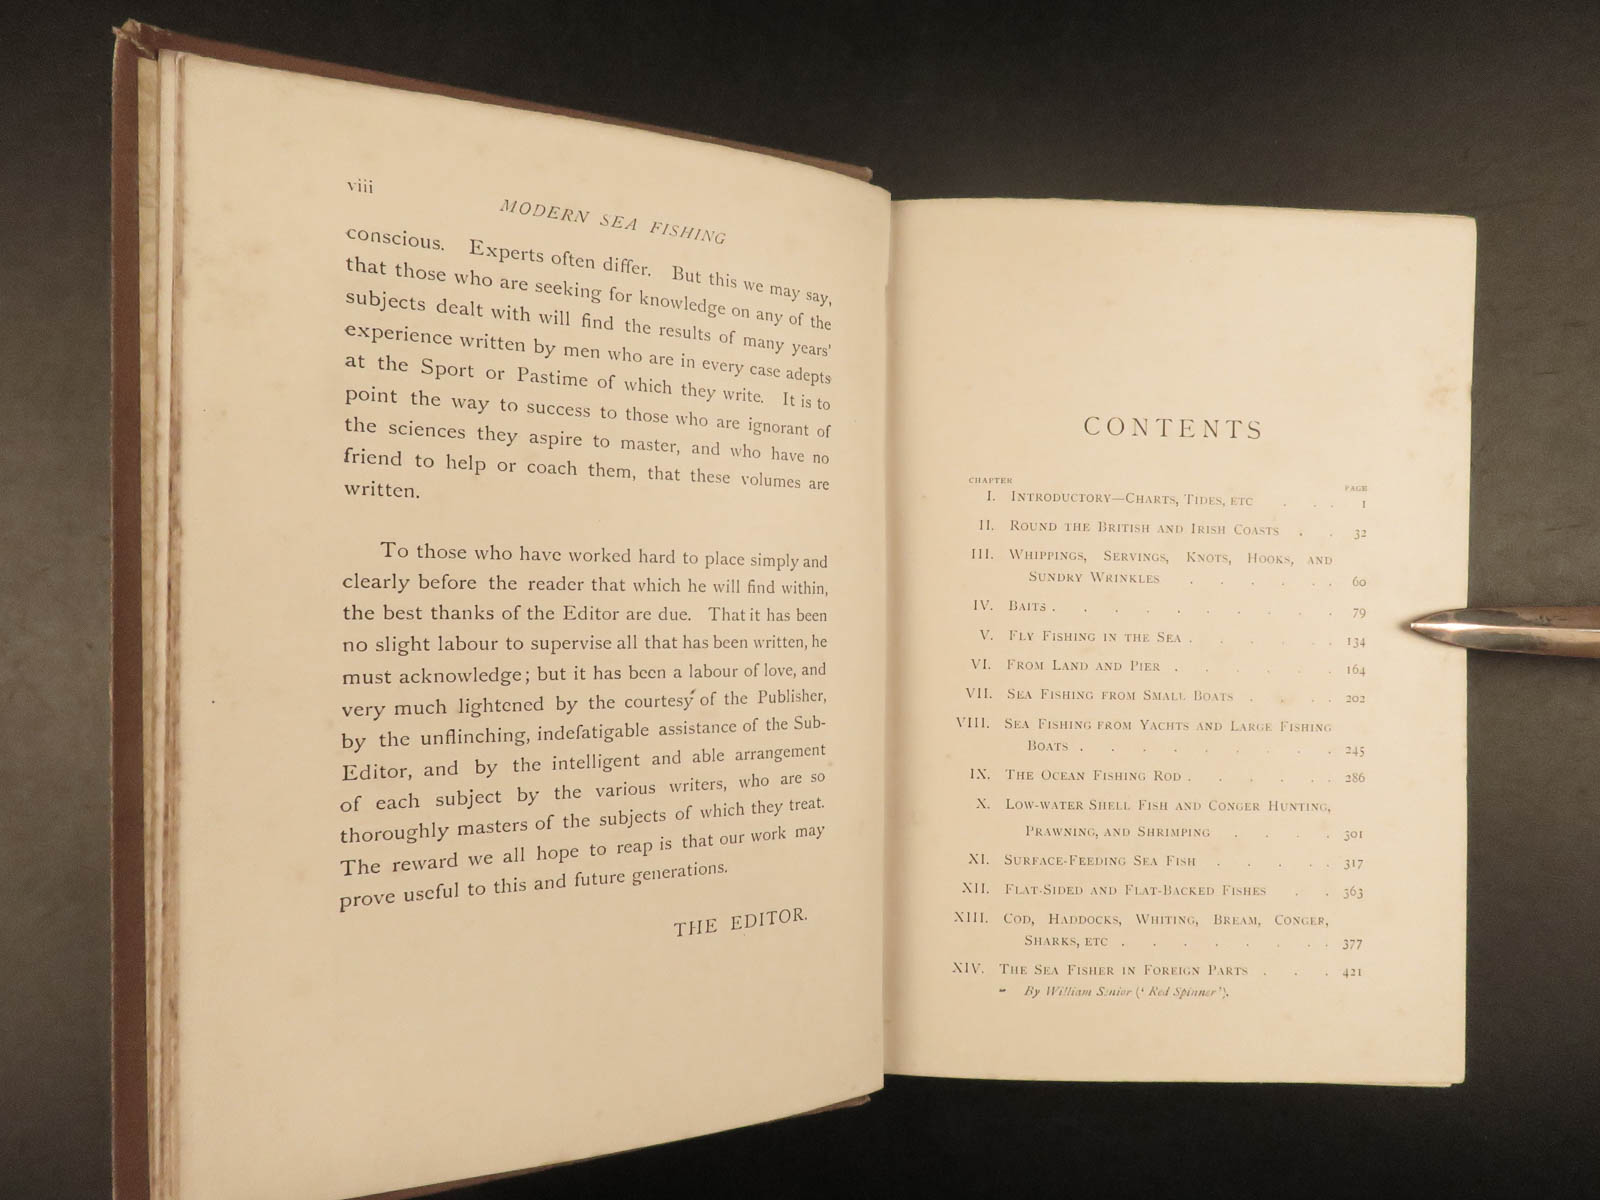 viii
MODERN SEA FISHING
conscious. Experts often differ. But this we may say,
that those who are seeking for knowledge on any of the
subjects dealt with will find the results of many years'
experience written by men who are in every case adepts
at the Sport or Pastime of which they write. It is to
point the way to success to those who are ignorant of
the sciences they aspire to master, and who have no
friend to help or coach them, that these volumes are
written.
To those who have worked hard to place simply and
clearly before the reader that which he will find within,
the best thanks of the Editor are due. That it has been
no slight labour to supervise all that has been written, he
must acknowledge; but it has been a labour of love, and
very much lightened by the courtesy of the Publisher,
by the unflinching, indefatigable assistance of the Sub-
Editor, and by the intelligent and able arrangement
of each subject by the various writers, who are so
thoroughly masters of the subjects of which they treat.
The reward we all hope to reap is that our work may
prove useful to this and future generations.
THE EDITOR.
CONTENTS
CHAPTER PAGE
I. INTRODUCTORY—CHARTS, TIDES, ETC . . . 1
II. ROUND THE BRITISH AND IRISH COASTS . . 32
III. WHIPPINGS, SERVINGS, KNOTS, HOOKS, AND
SUNDRY WRINKLES . . . . . . 60
IV. BAITS . . . . . . . . . . 79
V. FLY FISHING IN THE SEA . . . . . . 134
VI. FROM LAND AND PIER . . . . . . 164
VII. SEA FISHING FROM SMALL BOATS . . . . 202
VIII. SEA FISHING FROM YACHTS AND LARGE FISHING
BOATS . . . . . . . . . 245
IX. THE OCEAN FISHING ROD . . . . . . 286
X. LOW-WATER SHELL FISH AND CONGER HUNTING,
PRAWNING, AND SHRIMPING . . . . 301
XI. SURFACE-FEEDING SEA FISH . . . . . 317
XII. FLAT-SIDED AND FLAT-BACKED FISHES . . 363
XIII. COD, HADDOCKS, WHITING, BREAM, CONGER,
SHARKS, ETC . . . . . . . . 377
XIV. THE SEA FISHER IN FOREIGN PARTS . . . 421
By William Senior ('Red Spinner').